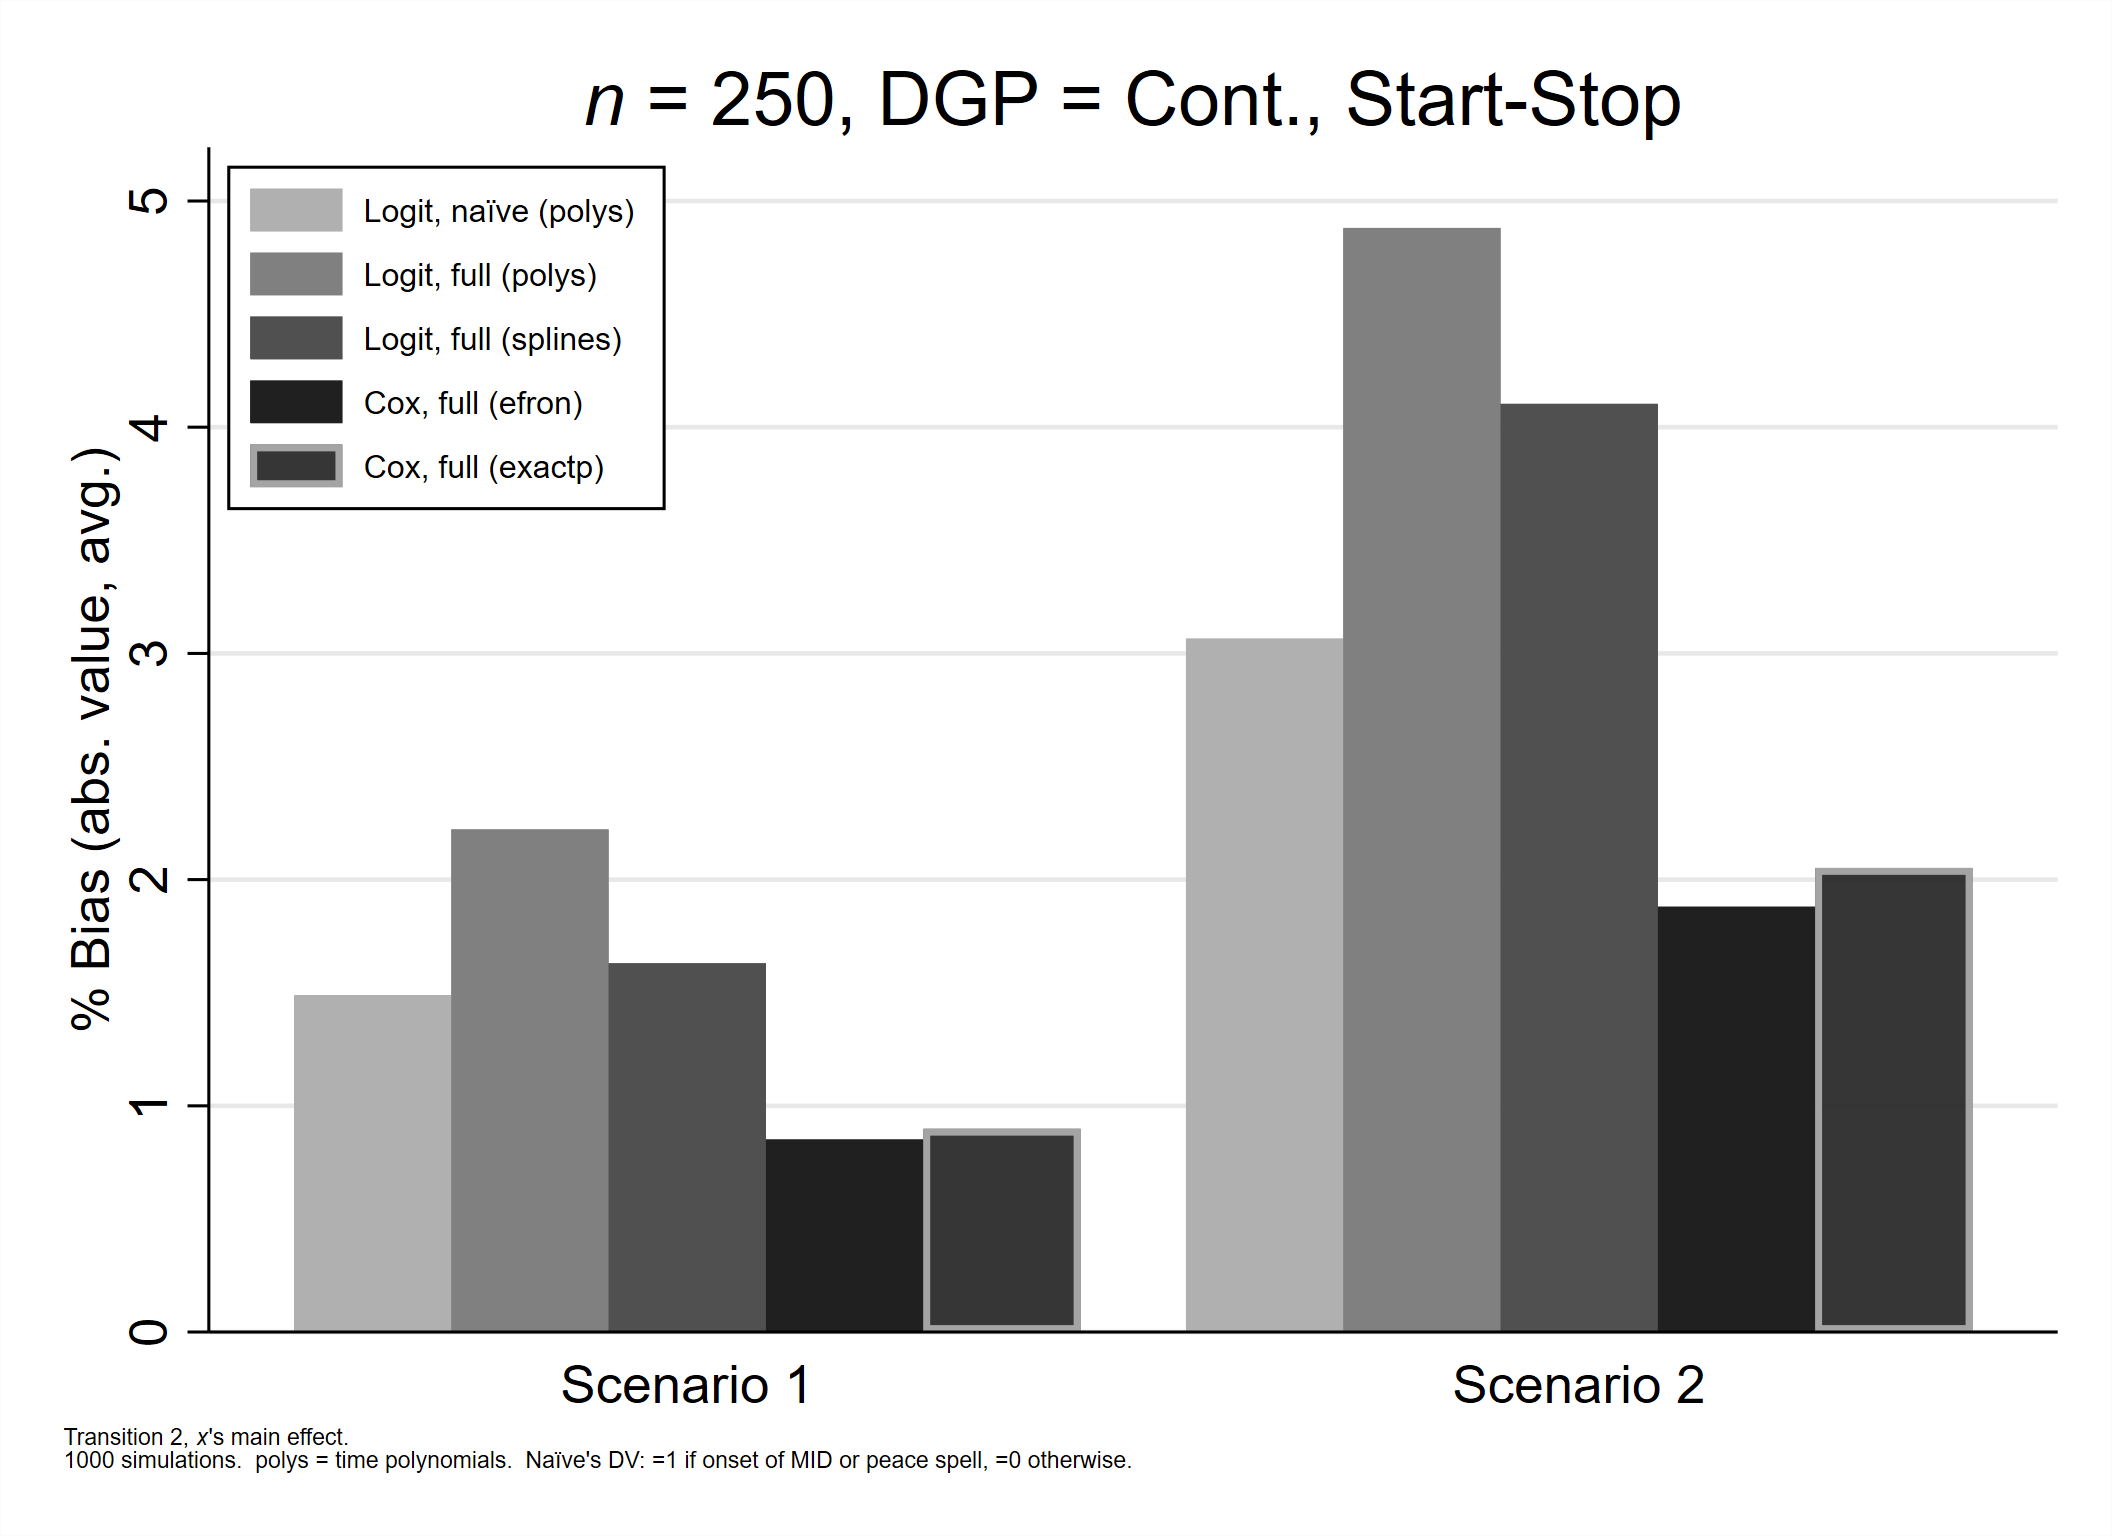 n = 250, DGP = Cont., Start-Stop
% Bias (abs. value, avg.)
5
4
3
2
1
0
Logit, naïve (polys)
Logit, full (polys)
Logit, full (splines)
Cox, full (efron)
Cox, full (exactp)
Scenario 1
Scenario 2
Transition 2, x's main effect.
1000 simulations.  polys = time polynomials.  Naïve's DV: =1 if onset of MID or peace spell, =0 otherwise.